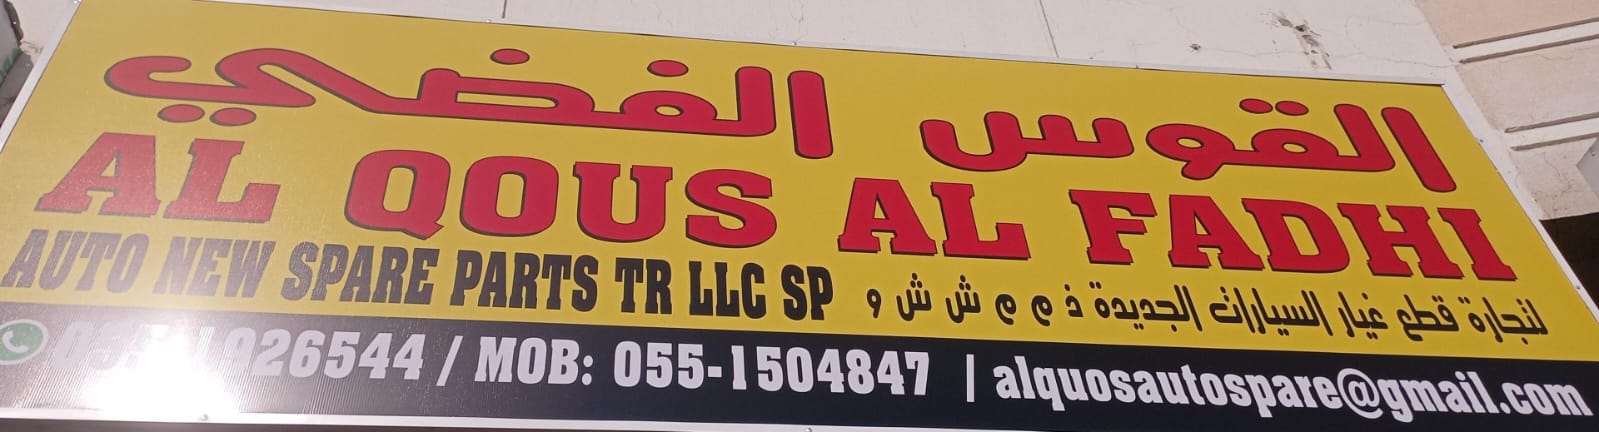 القوس الفضي
AL QOUS AL FADHI
AUTO NEW SPARE PARTS TR LLC SP
لتجارة قطع غيار السيارات الجديدة ذ م م ش ش و
926544 / MOB: 055-1504847 | alquosautospare@gmail.com